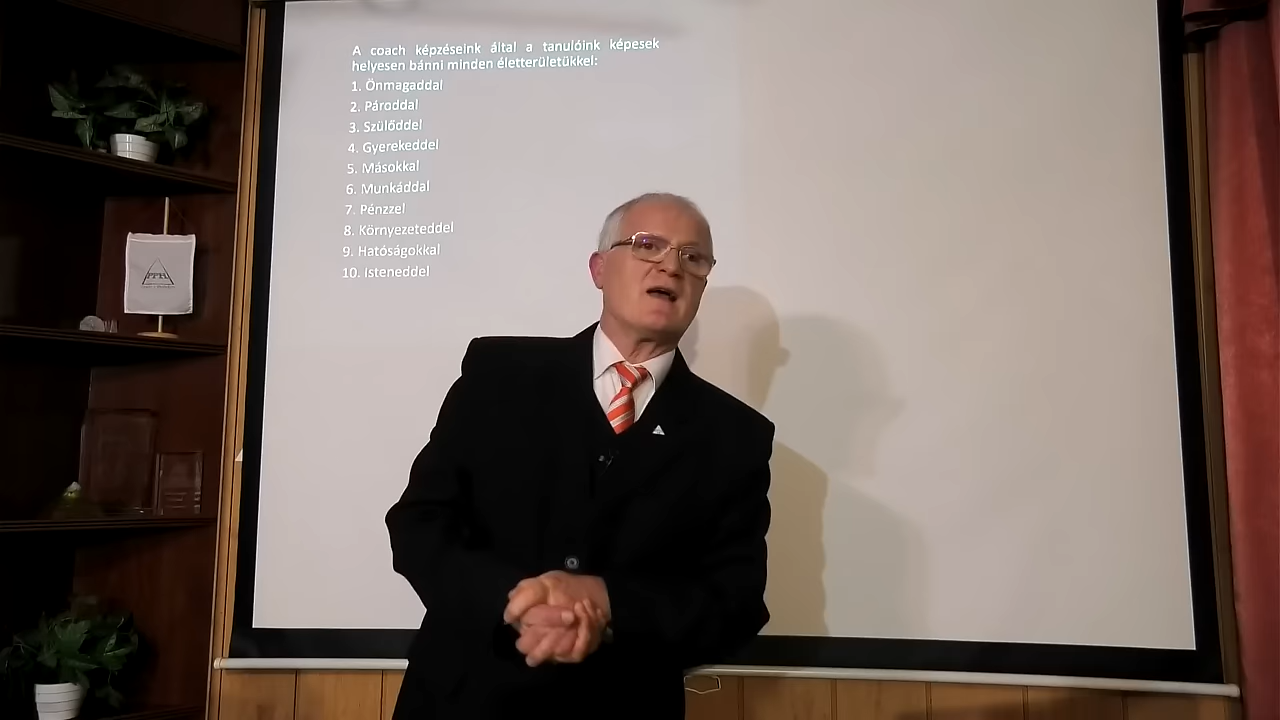 A coach képzéseink által a tanulóink képesek
helyesen bánni minden életterületükkel:
1. Önmagaddal
2. Pároddal
3. Szülőddel
4. Gyerekeddel
5. Másokkal
6. Munkáddal
7. Pénzzel
8. Környezeteddel
9. Hatóságokkal
10. Isteneddel